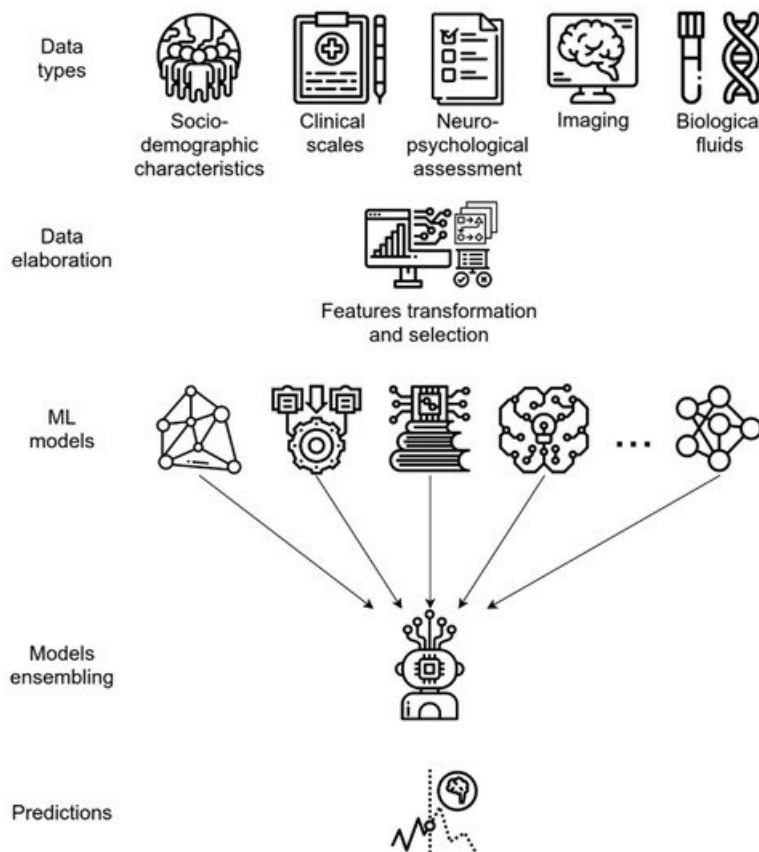 Data
types
Socio-
demographic
characteristics
Clinical
scales
Neuro-
psychological
assessment
Imaging
Biological
fluids
Data
elaboration
Features transformation
and selection
ML
models
...
Models
ensembling
Predictions